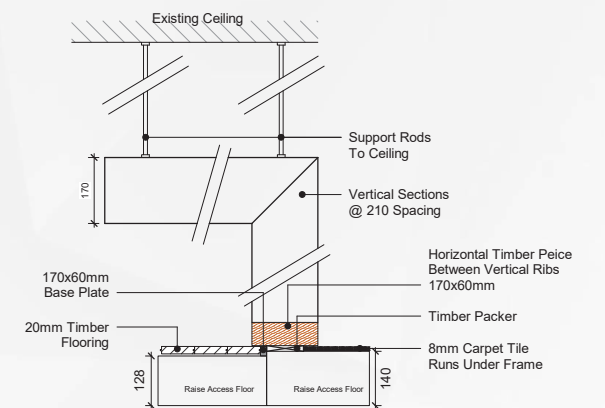 Existing Ceiling
Support Rods
To Ceiling
170
Vertical Sections
@ 210 Spacing
Horizontal Timber Peice
Between Vertical Ribs
170x60mm
170x60mm
Base Plate
Timber Packer
20mm Timber
Flooring
8mm Carpet Tile
Runs Under Frame
128
Raise Access Floor
Raise Access Floor
140